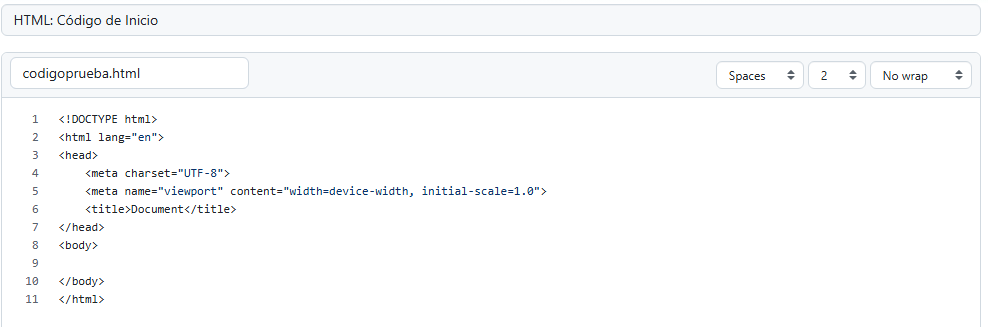 HTML: Código de Inicio
codigoprueba.html
Spaces 2 No wrap
1 <!DOCTYPE html>
2 <html lang="en">
3 <head>
4     <meta charset="UTF-8">
5     <meta name="viewport" content="width=device-width, initial-scale=1.0">
6     <title>Document</title>
7 </head>
8 <body>
9
10 </body>
11 </html>